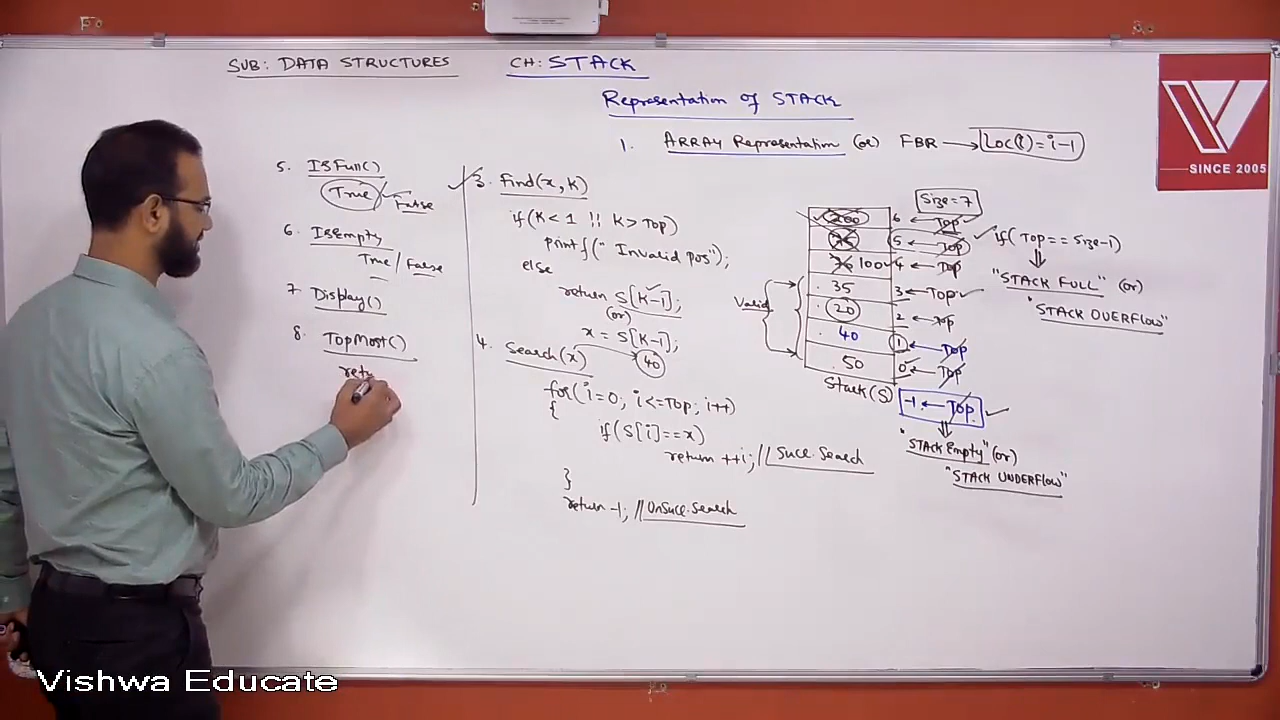 SUB: DATA STRUCTURES CH: STACK
Representation of STACK
1. ARRAY Representation (or) FBR → Loc(l) = i-1
SINCE 2005
5. ISFull()
True / False
6. ISEmpty
True / False
7. Display()
8. TopMost()
retu
3. Find(x, k)
if(k < 1 !! k > Top)
printf(" Invalid pos");
else
return S[k-1];
(or)
x = S[k-1];
4. Search(x)
40
for( i=0; i<=Top; i++)
{
if( S[i]==x)
return ++i; // Succ. Search
}
return -1; // UnSucc. Search
Size=7
200 6 ← Top
5 ← Top
100 4 ← Top
35 3 ← Top
20 2 ← Top
40 1 ← Top
50 0 ← Top
Valid
Stack(S)
-1 ← Top
if( Top == Size-1)
"STACK FULL" (or)
"STACK OVERFLOW"
"STACK Empty" (or)
"STACK UNDERFLOW"
Vishwa Educate